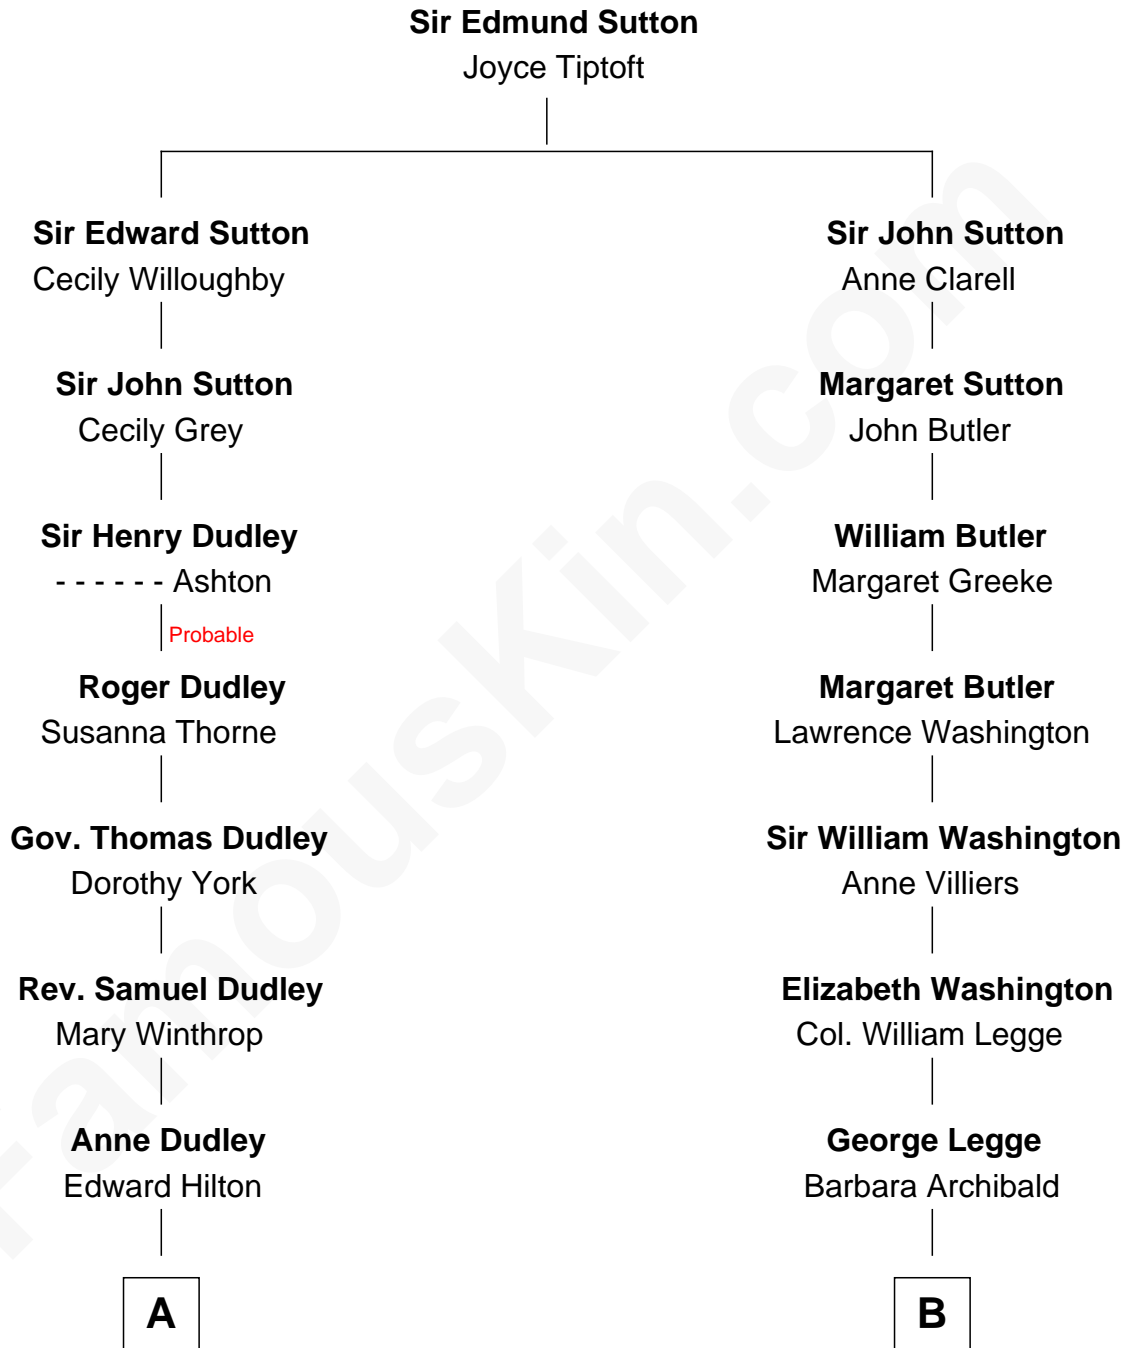 Sir Edmund Sutton
Joyce Tiptoft
Sir Edward Sutton
Cecily Willoughby
Sir John Sutton
Anne Clarell
Sir John Sutton
Cecily Grey
Margaret Sutton
John Butler
Sir Henry Dudley
- - - - - - Ashton
William Butler
Margaret Greeke
Probable
Roger Dudley
Susanna Thorne
Margaret Butler
Lawrence Washington
Gov. Thomas Dudley
Dorothy York
Sir William Washington
Anne Villiers
Rev. Samuel Dudley
Mary Winthrop
Elizabeth Washington
Col. William Legge
Anne Dudley
Edward Hilton
George Legge
Barbara Archibald
A
B
FamousKin.com